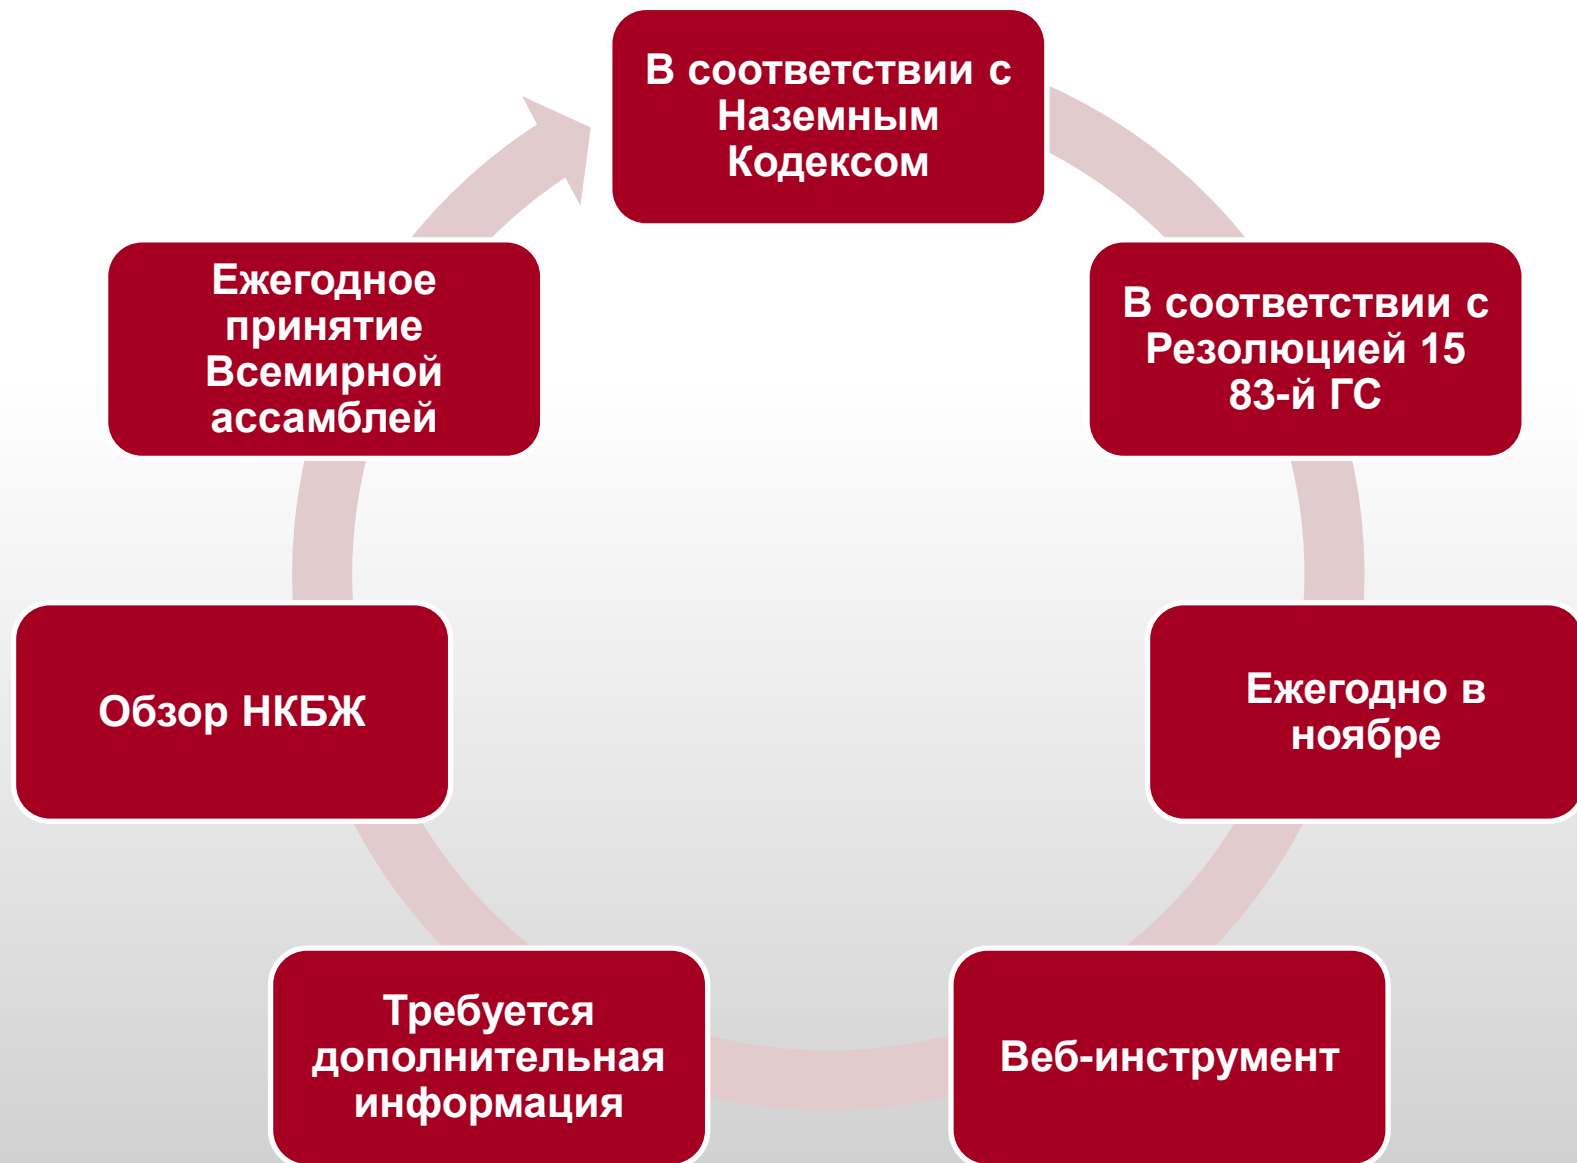 В соответствии с
Наземным
Кодексом
В соответствии с
Резолюцией 15
83-й ГС
Ежегодно в
ноябре
Веб-инструмент
Требуется
дополнительная
информация
Обзор НКБЖ
Ежегодное
принятие
Всемирной
ассамблей